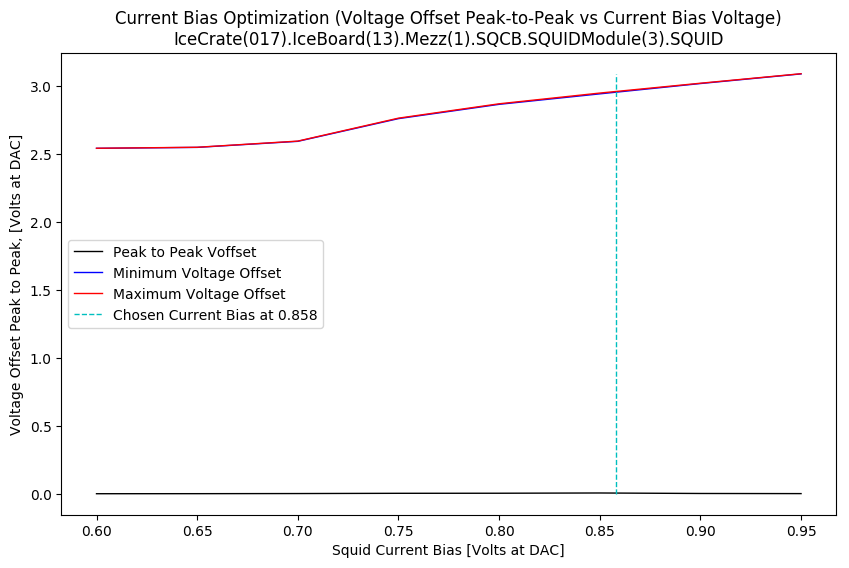 Current Bias Optimization (Voltage Offset Peak-to-Peak vs Current Bias Voltage)
IceCrate(017).IceBoard(13).Mezz(1).SQCB.SQUIDModule(3).SQUID
Voltage Offset Peak to Peak, [Volts at DAC]
3.0
2.5
2.0
1.5
1.0
0.5
0.0
Peak to Peak Voffset
Minimum Voltage Offset
Maximum Voltage Offset
Chosen Current Bias at 0.858
0.60 0.65 0.70 0.75 0.80 0.85 0.90 0.95
Squid Current Bias [Volts at DAC]